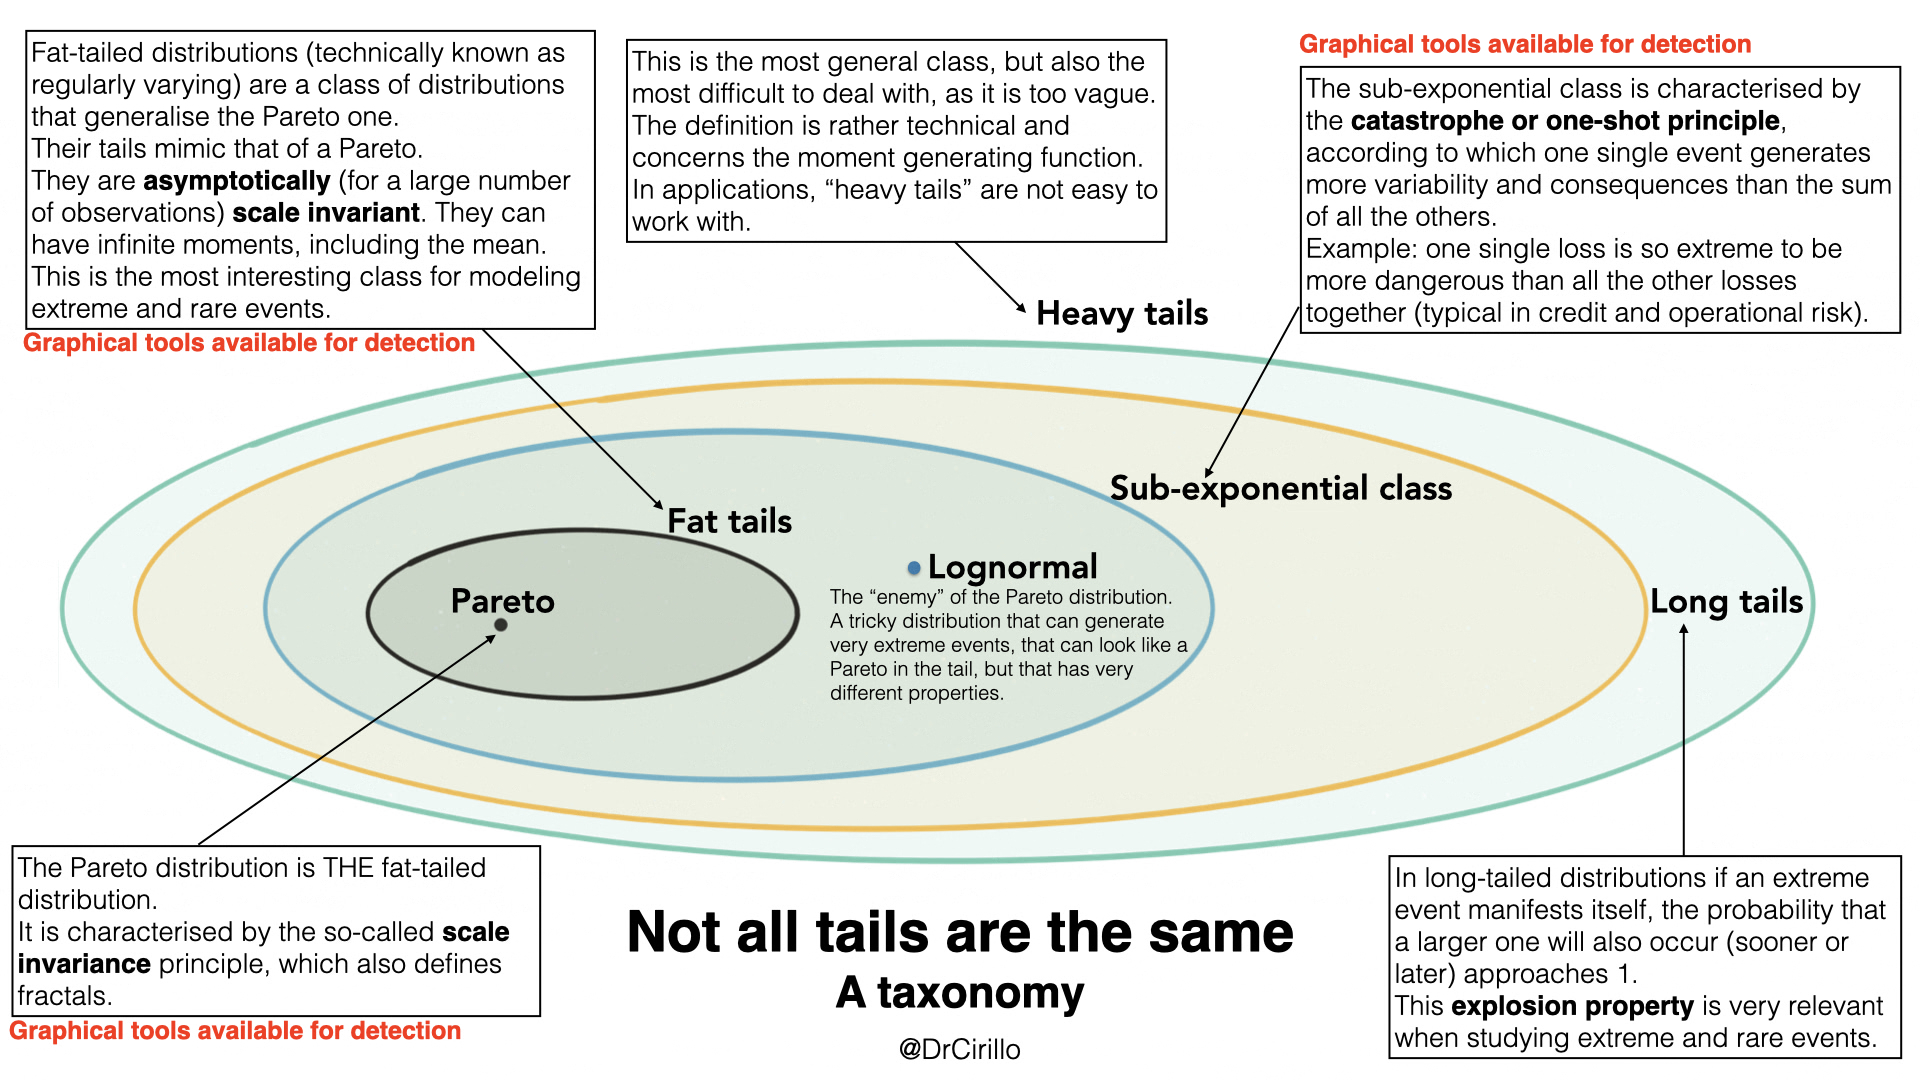 Fat-tailed distributions (technically known as
regularly varying) are a class of distributions
that generalise the Pareto one.
Their tails mimic that of a Pareto.
They are asymptotically (for a large number
of observations) scale invariant. They can
have infinite moments, including the mean.
This is the most interesting class for modeling
extreme and rare events.
Graphical tools available for detection
This is the most general class, but also the
most difficult to deal with, as it is too vague.
The definition is rather technical and
concerns the moment generating function.
In applications, “heavy tails” are not easy to
work with.
Graphical tools available for detection
The sub-exponential class is characterised by
the catastrophe or one-shot principle,
according to which one single event generates
more variability and consequences than the sum
of all the others.
Example: one single loss is so extreme to be
more dangerous than all the other losses
together (typical in credit and operational risk).
Heavy tails
Sub-exponential class
Fat tails
Lognormal
The “enemy” of the Pareto distribution.
A tricky distribution that can generate
very extreme events, that can look like a
Pareto in the tail, but that has very
different properties.
Pareto
Long tails
The Pareto distribution is THE fat-tailed
distribution.
It is characterised by the so-called scale
invariance principle, which also defines
fractals.
Graphical tools available for detection
Not all tails are the same
A taxonomy
@DrCirillo
In long-tailed distributions if an extreme
event manifests itself, the probability that
a larger one will also occur (sooner or
later) approaches 1.
This explosion property is very relevant
when studying extreme and rare events.